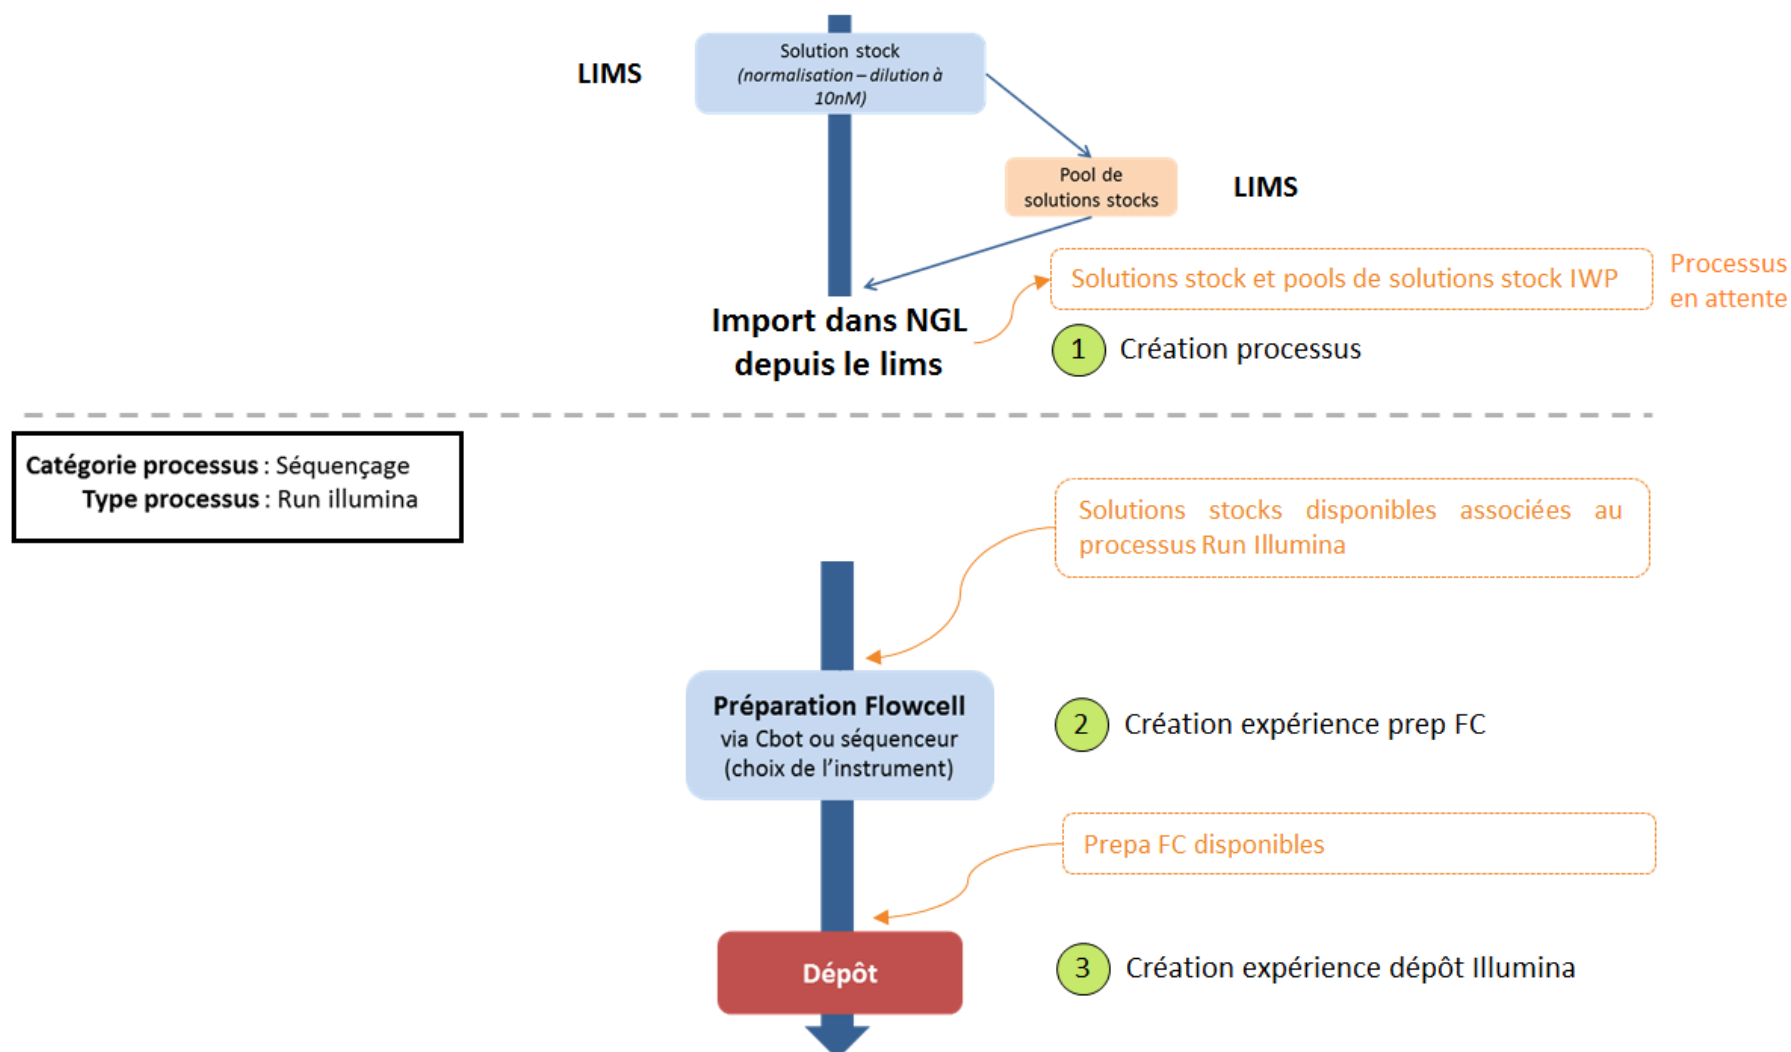 Solution stock
(normalisation – dilution à
10nM)
LIMS
Pool de
solutions stocks
LIMS
Solutions stock et pools de solutions stock IWP
Processus
en attente
Import dans NGL
depuis le lims
1
Création processus
Catégorie processus : Séquençage
Type processus : Run illumina
Solutions stocks disponibles associées au
processus Run Illumina
Préparation Flowcell
via Cbot ou séquenceur
(choix de l'instrument)
2
Création expérience prep FC
Prepa FC disponibles
Dépôt
3
Création expérience dépôt Illumina